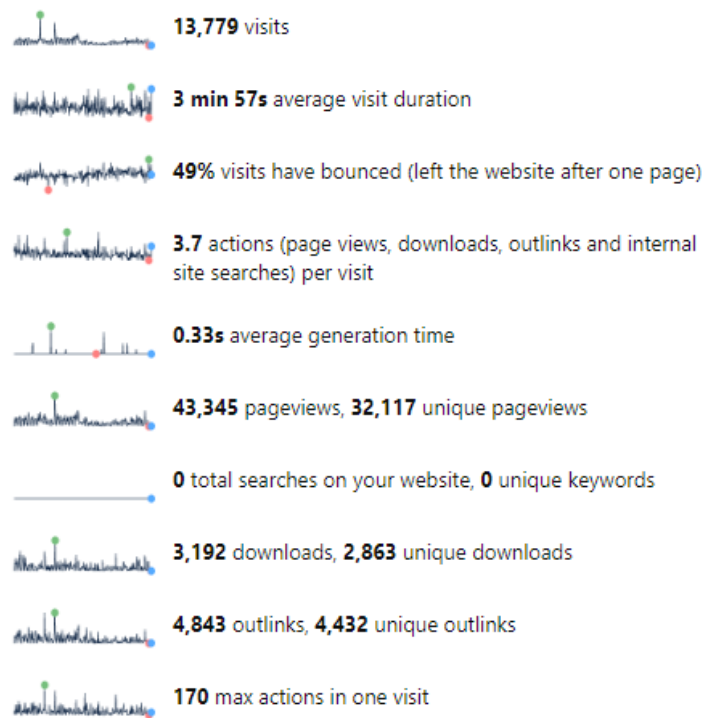 13,779 visits
3 min 57s average visit duration
49% visits have bounced (left the website after one page)
3.7 actions (page views, downloads, outlinks and internal
site searches) per visit
0.33s average generation time
43,345 pageviews, 32,117 unique pageviews
0 total searches on your website, 0 unique keywords
3,192 downloads, 2,863 unique downloads
4,843 outlinks, 4,432 unique outlinks
170 max actions in one visit